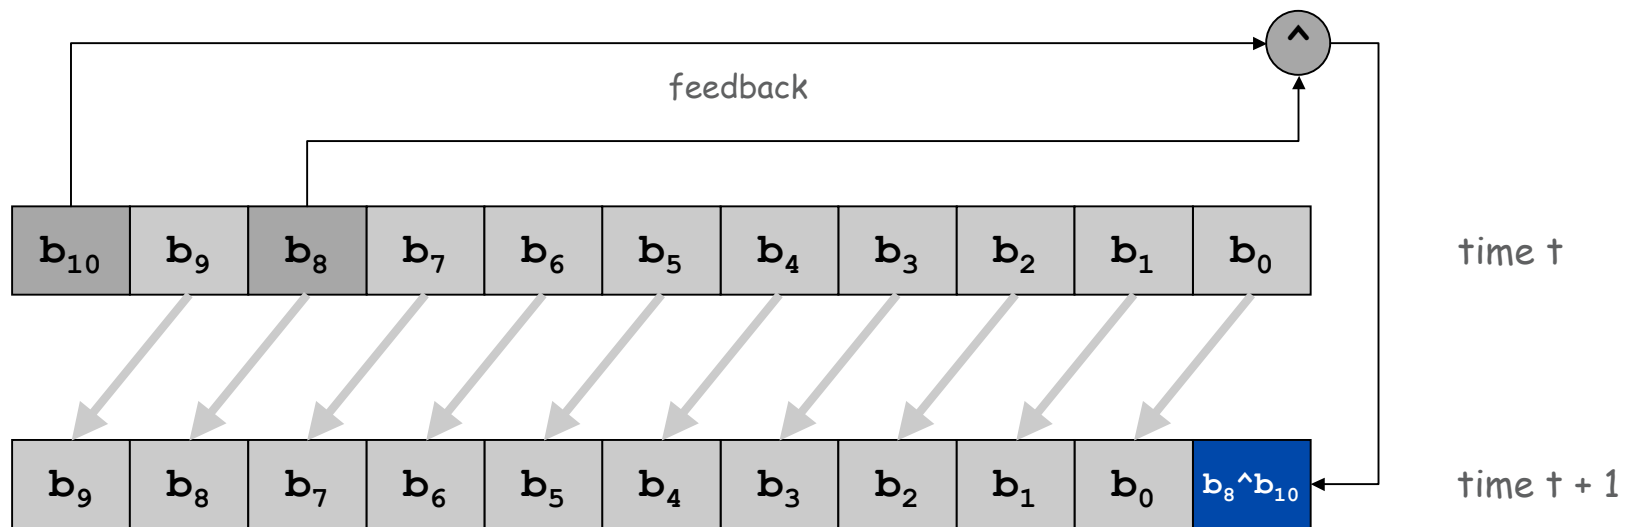 ^
feedback
b₁₀ b₉ b₈ b₇ b₆ b₅ b₄ b₃ b₂ b₁ b₀ time t
b₉ b₈ b₇ b₆ b₅ b₄ b₃ b₂ b₁ b₀ b₈^b₁₀ time t + 1